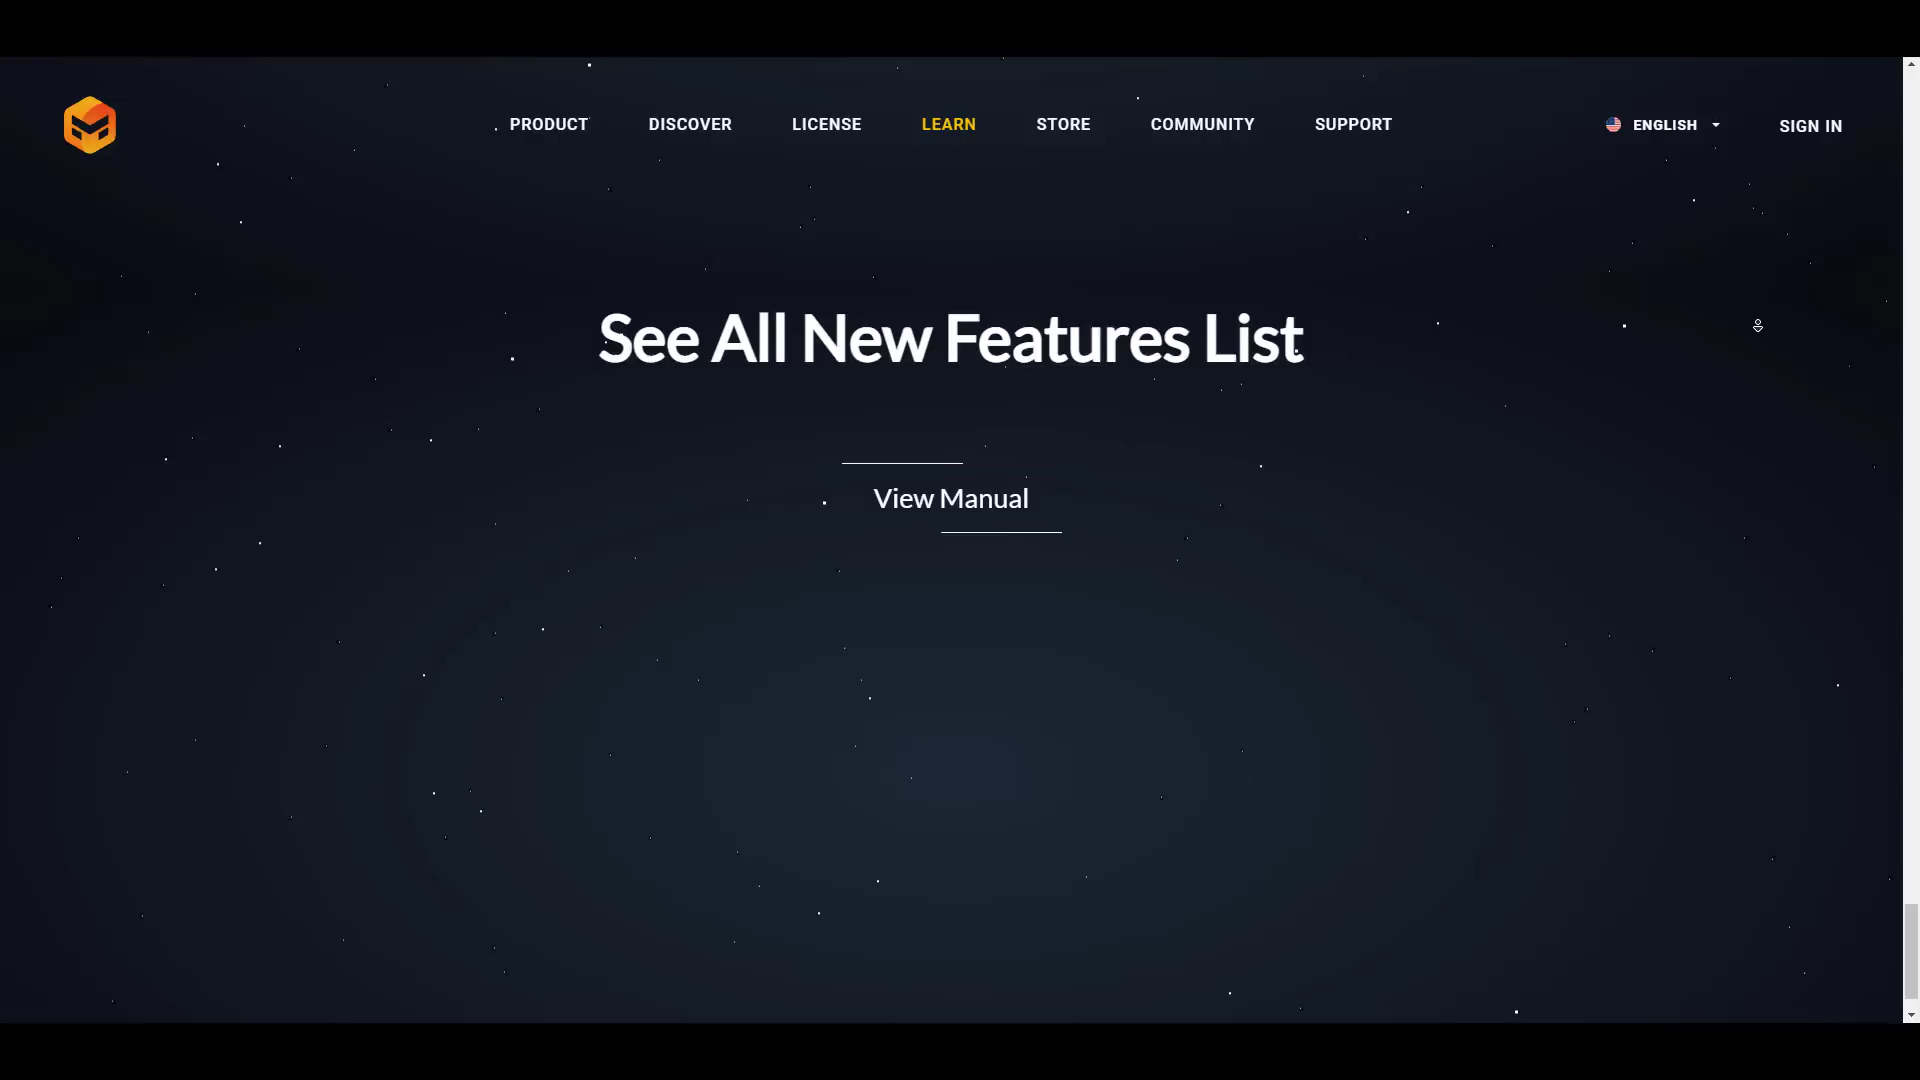 PRODUCT DISCOVER LICENSE LEARN STORE COMMUNITY SUPPORT ENGLISH SIGN IN
See All New Features List
View Manual